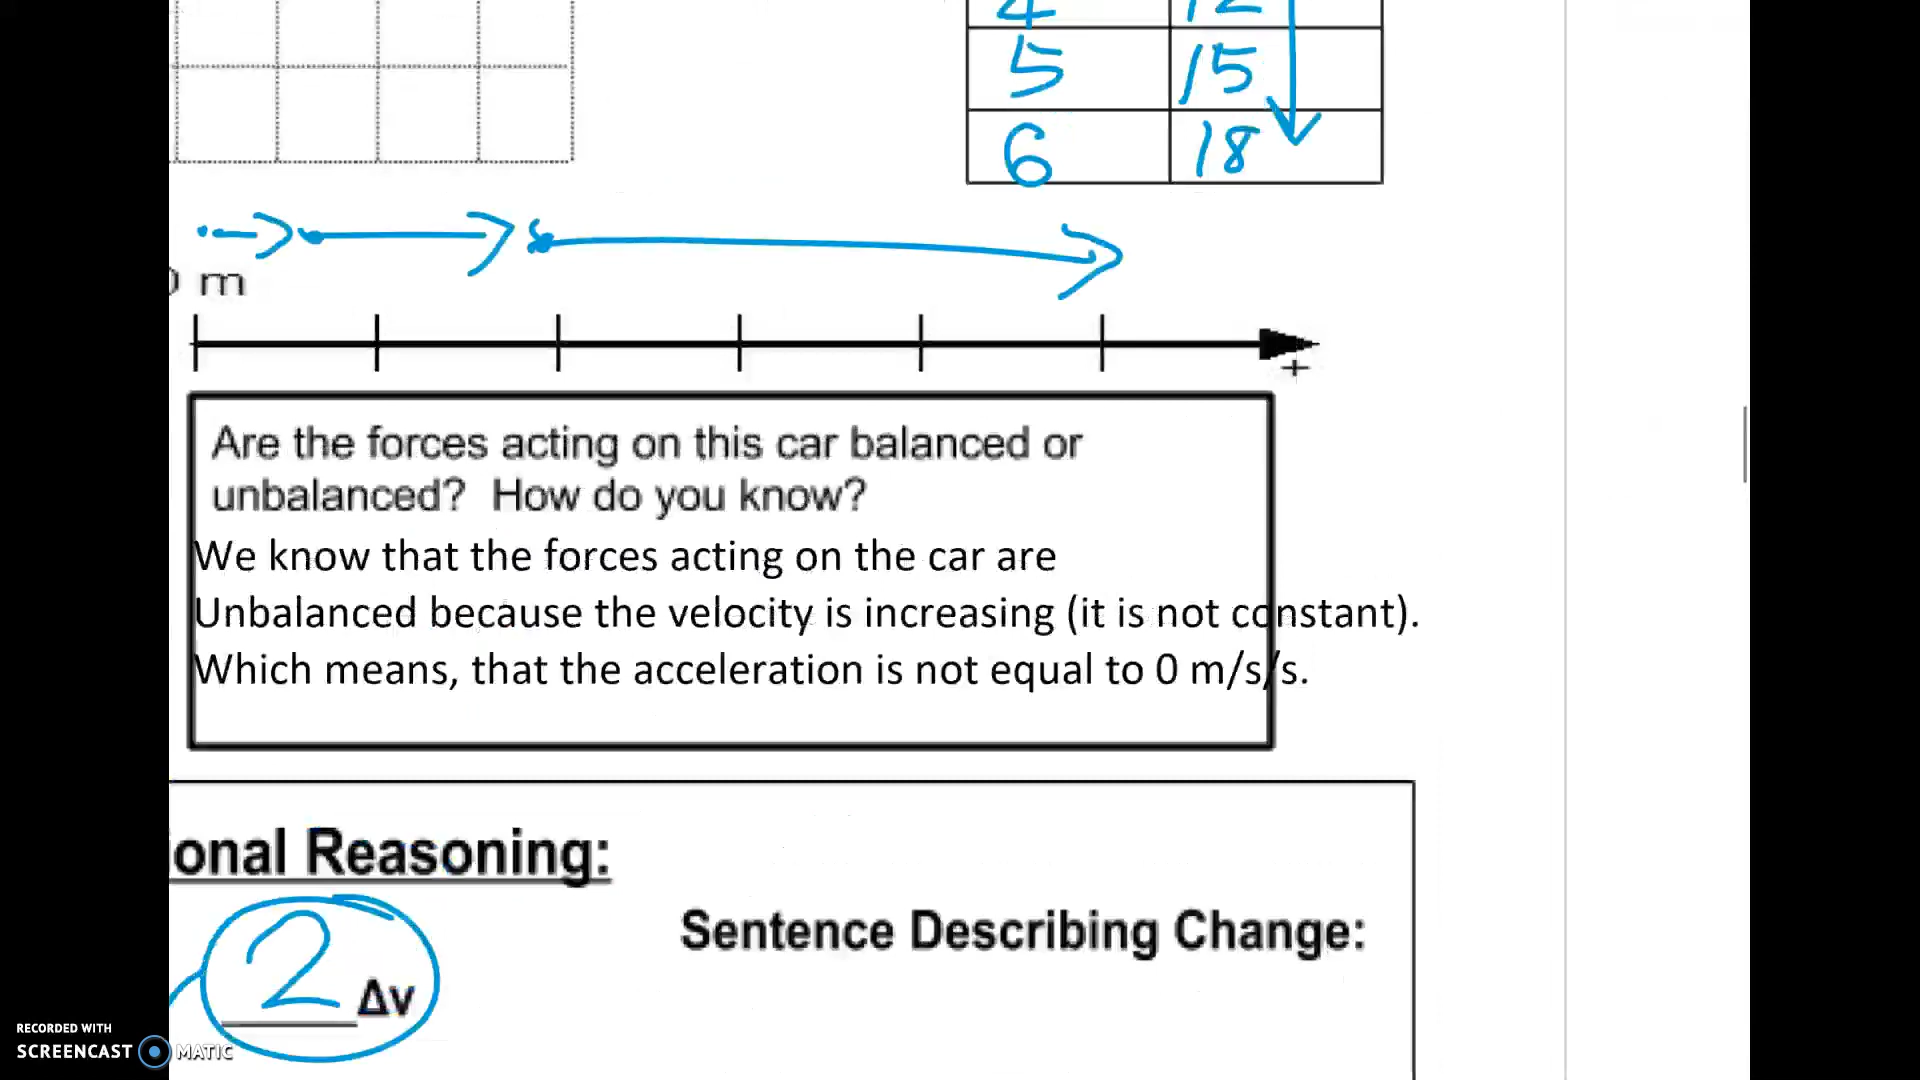 4 12
5 15
6 18
m
+
Are the forces acting on this car balanced or
unbalanced? How do you know?
We know that the forces acting on the car are
Unbalanced because the velocity is increasing (it is not constant).
Which means, that the acceleration is not equal to 0 m/s/s.
ional Reasoning:
Sentence Describing Change:
2 Δv
RECORDED WITH
SCREENCAST MATIC